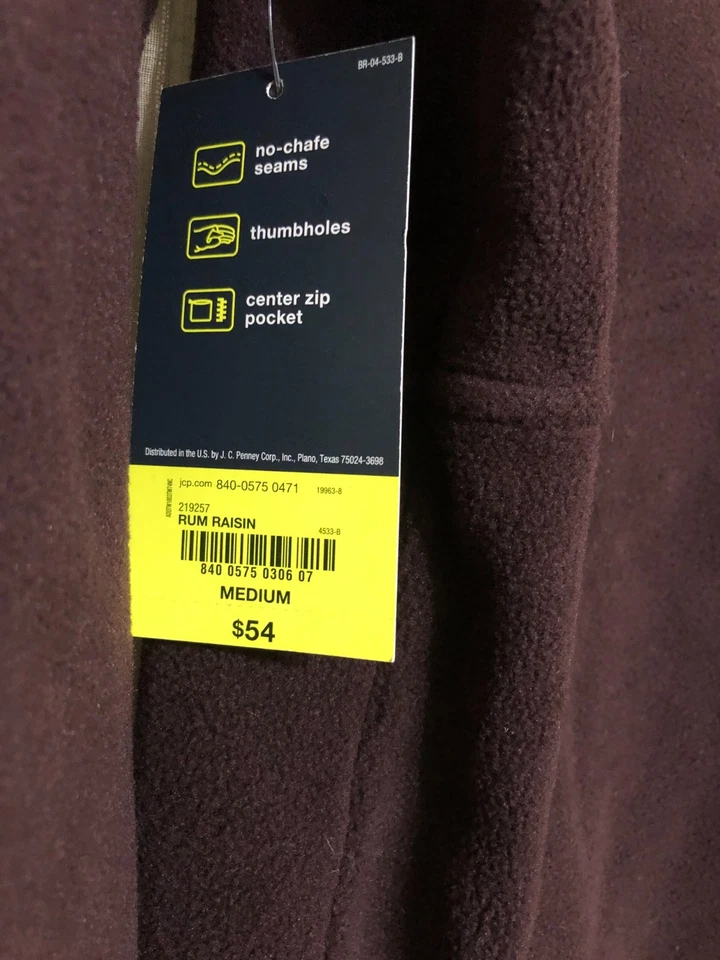 BR-04-533-B
no-chafe
seams
thumbholes
center zip
pocket
Distributed in the U.S. by J. C. Penney Corp., Inc., Plano, Texas 75024-3698
jcp.com 840-0575 0471 19963-8
219257
RUM RAISIN 4533-B
840 0575 0306 07
MEDIUM
$54